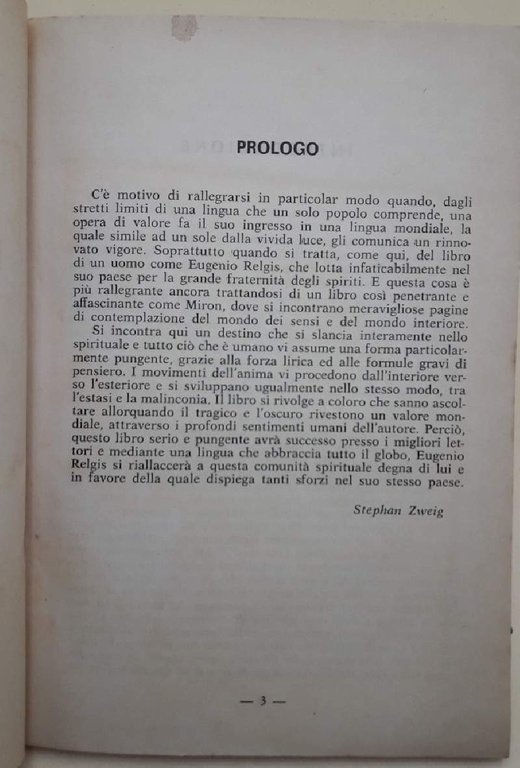 PROLOGO
C'è motivo di rallegrarsi in particolar modo quando, dagli
stretti limiti di una lingua che un solo popolo comprende, una
opera di valore fa il suo ingresso in una lingua mondiale, la
quale simile ad un sole dalla vivida luce, gli comunica un rinno-
vato vigore. Soprattutto quando si tratta, come qui, del libro
di un uomo come Eugenio Relgis, che lotta infaticabilmente nel
suo paese per la grande fraternità degli spiriti. E questa cosa è
più rallegrante ancora trattandosi di un libro così penetrante e
affascinante come Miron, dove si incontrano meravigliose pagine
di contemplazione del mondo dei sensi e del mondo interiore.
Si incontra qui un destino che si slancia interamente nello
spirituale e tutto ciò che è umano vi assume una forma particolar-
mente pungente, grazie alla forza lirica ed alle formule gravi di
pensiero. I movimenti dell'anima vi procedono dall'interiore ver-
so l'esteriore e si sviluppano ugualmente nello stesso modo, tra
l'estasi e la malinconia. Il libro si rivolge a coloro che sanno ascol-
tare allorquando il tragico e l'oscuro rivestono un valore mon-
diale, attraverso i profondi sentimenti umani dell'autore. Perciò,
questo libro serio e pungente avrà successo presso i migliori let-
tori e mediante una lingua che abbraccia tutto il globo, Eugenio
Relgis si riallaccerà a questa comunità spirituale degna di lui e
in favore della quale dispiega tanti sforzi nel suo stesso paese.
Stephan Zweig
— 3 —